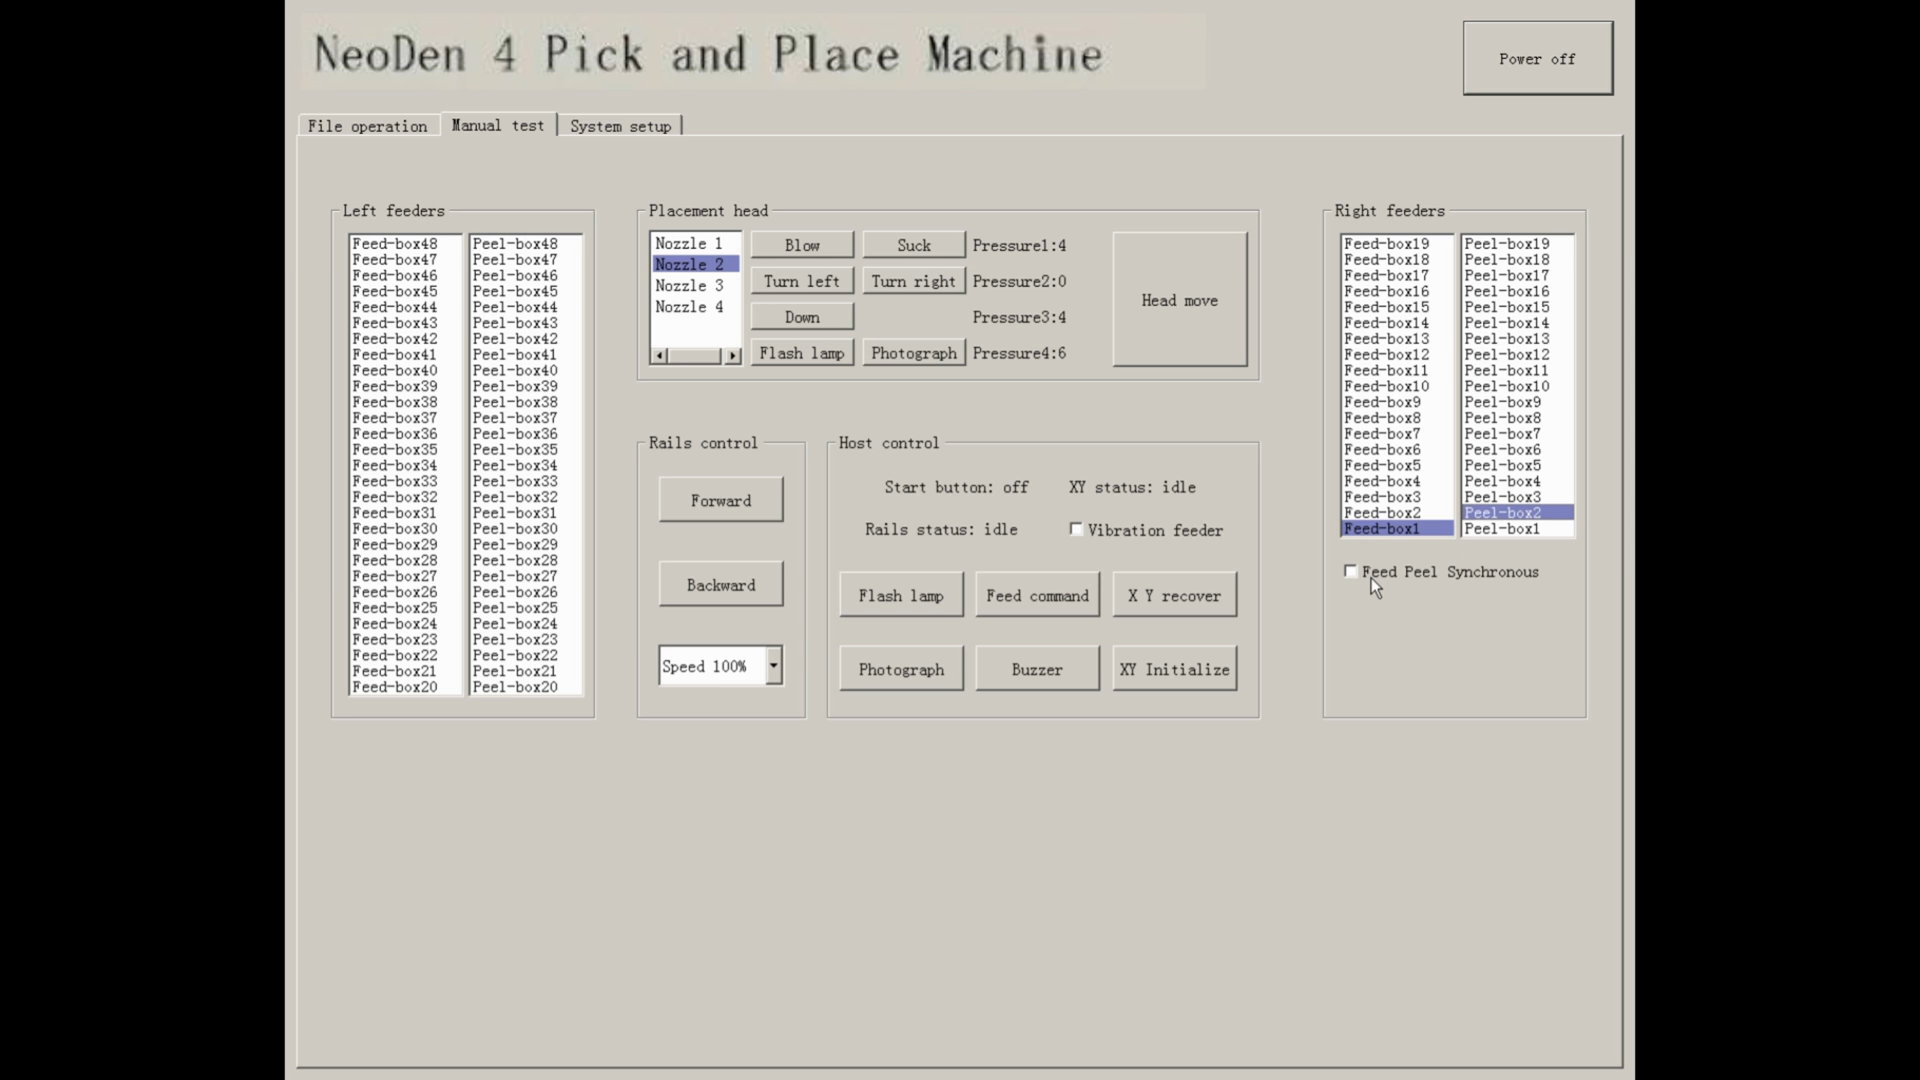 NeoDen 4 Pick and Place Machine
Power off
File operation
Manual test
System setup
Left feeders
Feed-box48
Feed-box47
Feed-box46
Feed-box45
Feed-box44
Feed-box43
Feed-box42
Feed-box41
Feed-box40
Feed-box39
Feed-box38
Feed-box37
Feed-box36
Feed-box35
Feed-box34
Feed-box33
Feed-box32
Feed-box31
Feed-box30
Feed-box29
Feed-box28
Feed-box27
Feed-box26
Feed-box25
Feed-box24
Feed-box23
Feed-box22
Feed-box21
Feed-box20
Peel-box48
Peel-box47
Peel-box46
Peel-box45
Peel-box44
Peel-box43
Peel-box42
Peel-box41
Peel-box40
Peel-box39
Peel-box38
Peel-box37
Peel-box36
Peel-box35
Peel-box34
Peel-box33
Peel-box32
Peel-box31
Peel-box30
Peel-box29
Peel-box28
Peel-box27
Peel-box26
Peel-box25
Peel-box24
Peel-box23
Peel-box22
Peel-box21
Peel-box20
Placement head
Nozzle 1
Nozzle 2
Nozzle 3
Nozzle 4
Blow
Suck
Pressure1:4
Turn left
Turn right
Pressure2:0
Down
Pressure3:4
Flash lamp
Photograph
Pressure4:6
Head move
Rails control
Forward
Backward
Speed 100%
Host control
Start button: off
XY status: idle
Rails status: idle
Vibration feeder
Flash lamp
Feed command
X Y recover
Photograph
Buzzer
XY Initialize
Right feeders
Feed-box19
Feed-box18
Feed-box17
Feed-box16
Feed-box15
Feed-box14
Feed-box13
Feed-box12
Feed-box11
Feed-box10
Feed-box9
Feed-box8
Feed-box7
Feed-box6
Feed-box5
Feed-box4
Feed-box3
Feed-box2
Feed-box1
Peel-box19
Peel-box18
Peel-box17
Peel-box16
Peel-box15
Peel-box14
Peel-box13
Peel-box12
Peel-box11
Peel-box10
Peel-box9
Peel-box8
Peel-box7
Peel-box6
Peel-box5
Peel-box4
Peel-box3
Peel-box2
Peel-box1
Feed Peel Synchronous